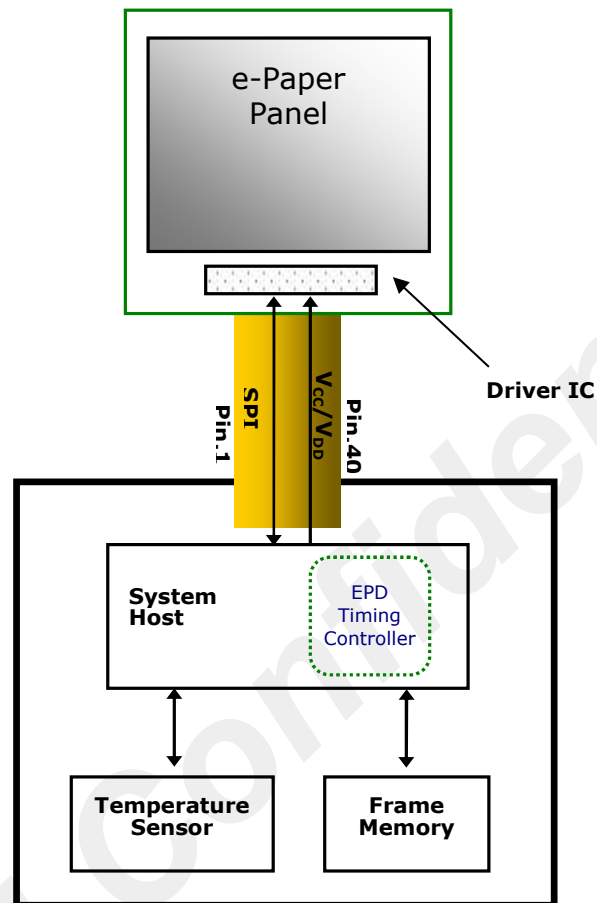 e-Paper
Panel
Driver IC
Pin.1
SPI
VCC/VDD
Pin.40
System
Host
EPD
Timing
Controller
Temperature
Sensor
Frame
Memory
Confiden